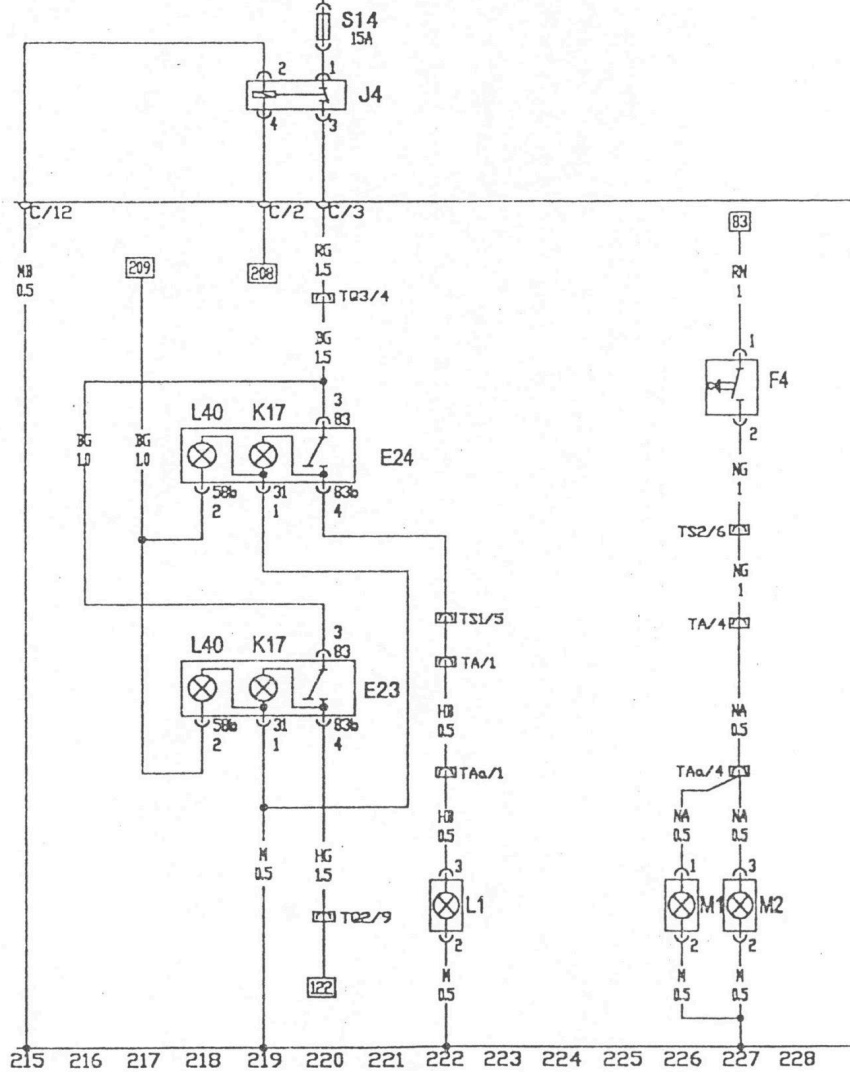 S14
15A
2 1
J4
4 3
C/12 C/2 C/3
83
209 208
MB
0.5
RG
1.5
RM
1
TQ3/4
BG
1.5
1
F4
2
3
L40 K17 83
BG
1.0
BG
1.0
E24
58b 31 83b
2 1 4
NG
1
TS2/6
NG
1
TS1/5
TA/4
3
L40 K17 83
TA/1
E23
58b 31 83b
2 1 4
HB
0.5
NA
0.5
TAa/1
TAa/4
HB
0.5
NA
0.5
NA
0.5
M
0.5
HG
1.5
3 1 3
L1 M1 M2
TQ2/9
2 2 2
122
M
0.5
M
0.5
M
0.5
215 216 217 218 219 220 221 222 223 224 225 226 227 228